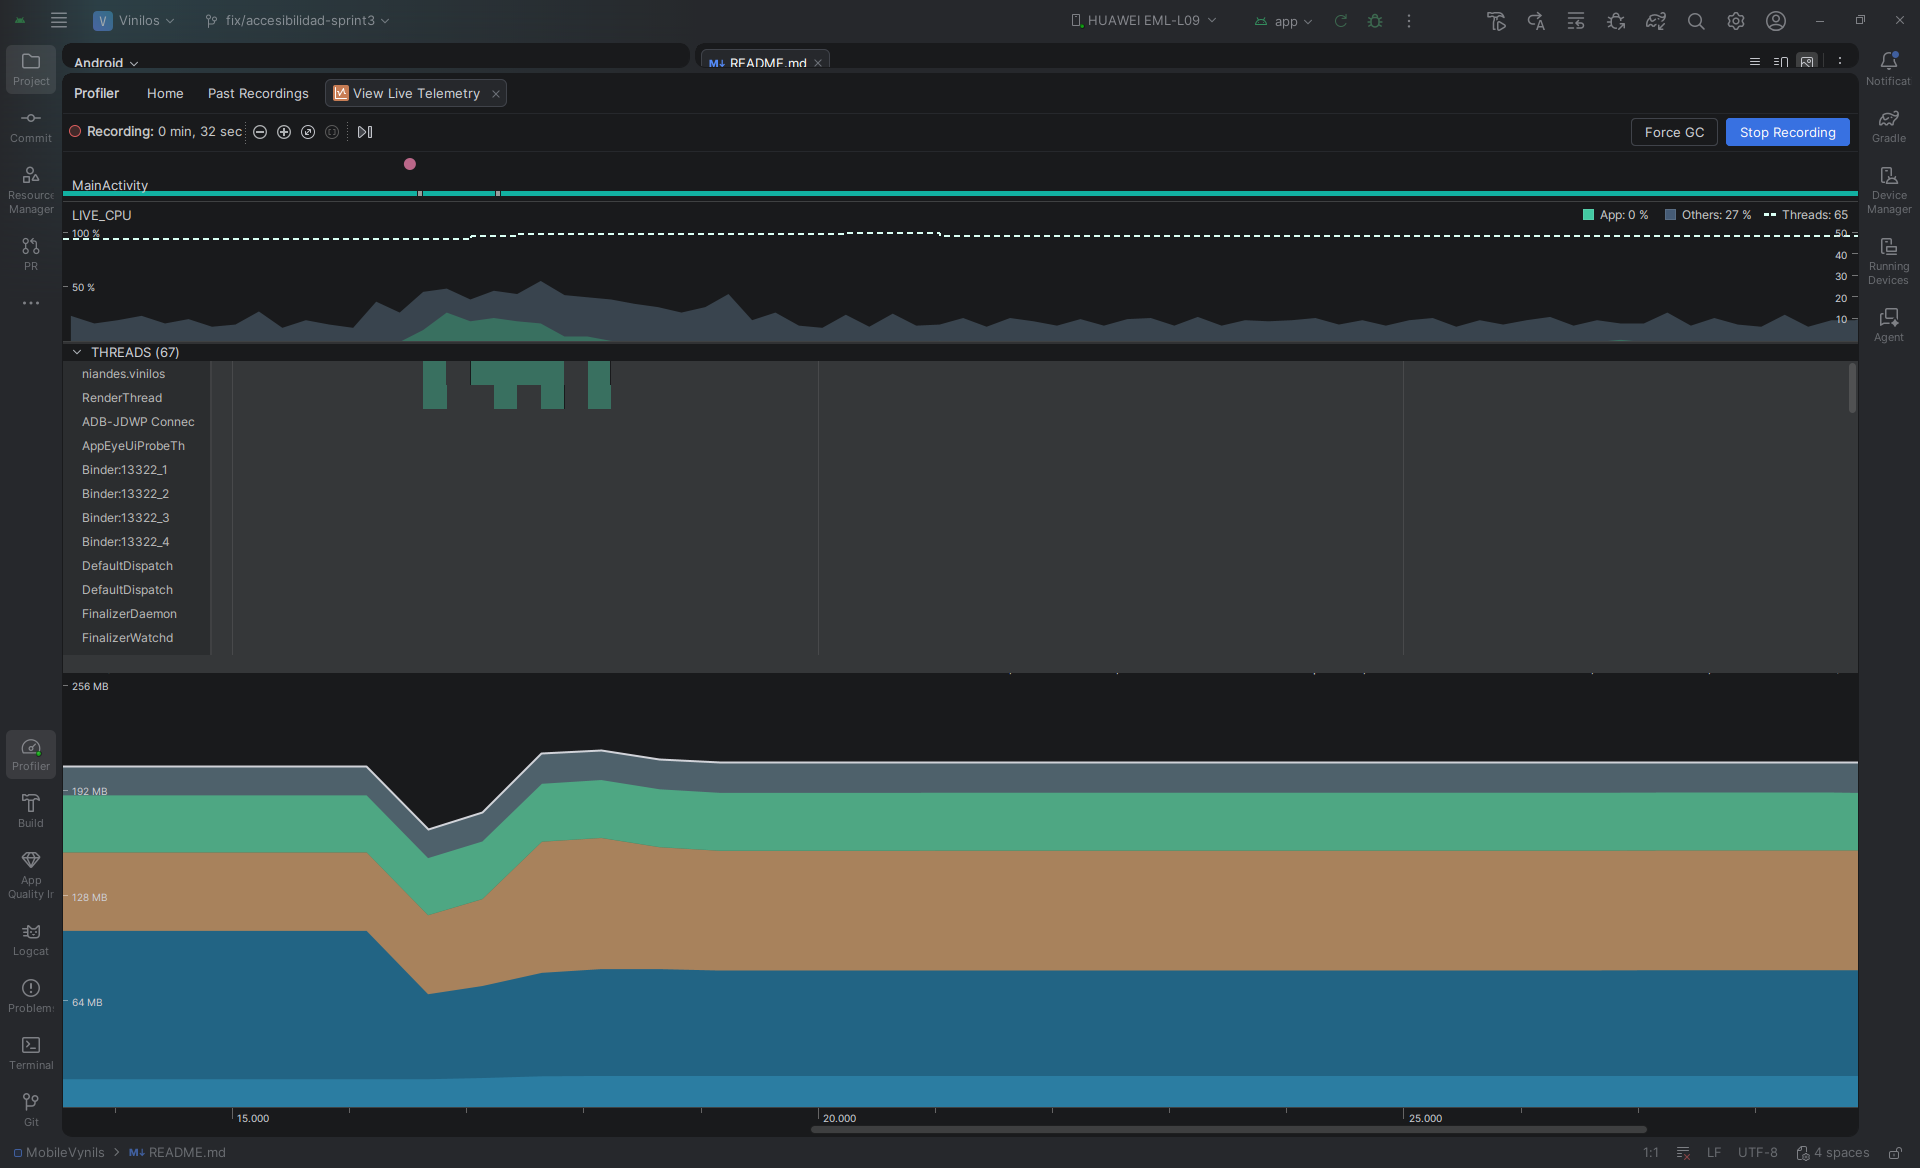 V Vinilos fix/accesibilidad-sprint3 HUAWEI EML-L09 app
Project
Commit
Resource
Manager
PR
Profiler
Build
App
Quality In
Logcat
Problems
Terminal
Git
Android README.md
Profiler Home Past Recordings View Live Telemetry
Recording: 0 min, 32 sec Force GC Stop Recording
MainActivity
LIVE_CPU App: 0 % Others: 27 % Threads: 65
100 % 50
40
50 % 30
20
10
THREADS (67)
niandes.vinilos
RenderThread
ADB-JDWP Connec
AppEyeUiProbeTh
Binder:13322_1
Binder:13322_2
Binder:13322_3
Binder:13322_4
DefaultDispatch
DefaultDispatch
FinalizerDaemon
FinalizerWatchd
256 MB
192 MB
128 MB
64 MB
15.000 20.000 25.000
Notificat
Gradle
Device
Manager
Running
Devices
Agent
MobileVynils > README.md 1:1 LF UTF-8 4 spaces